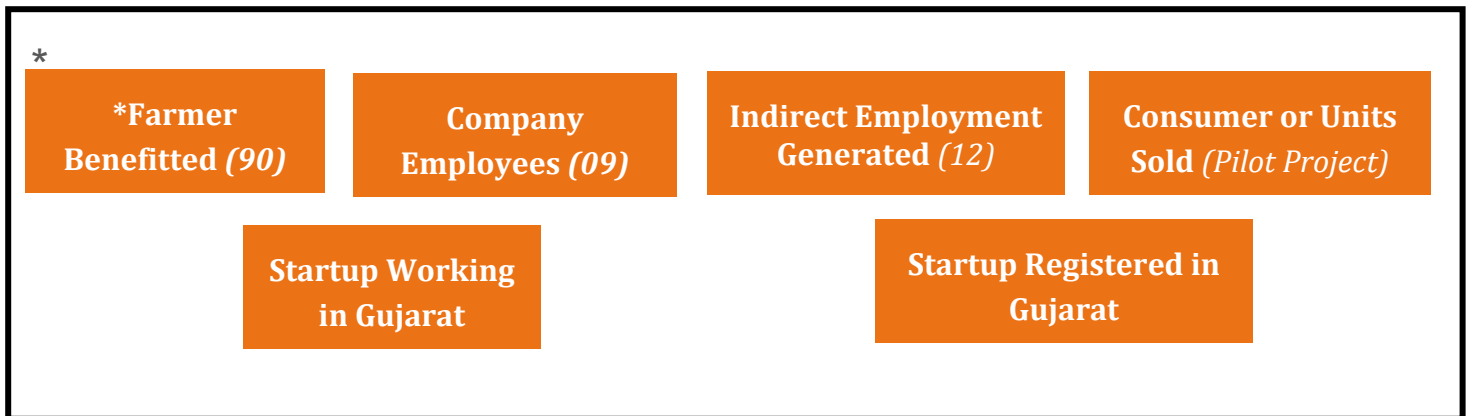 *
*Farmer
Benefitted (90)
Company
Employees (09)
Indirect Employment
Generated (12)
Consumer or Units
Sold (Pilot Project)
Startup Working
in Gujarat
Startup Registered in
Gujarat